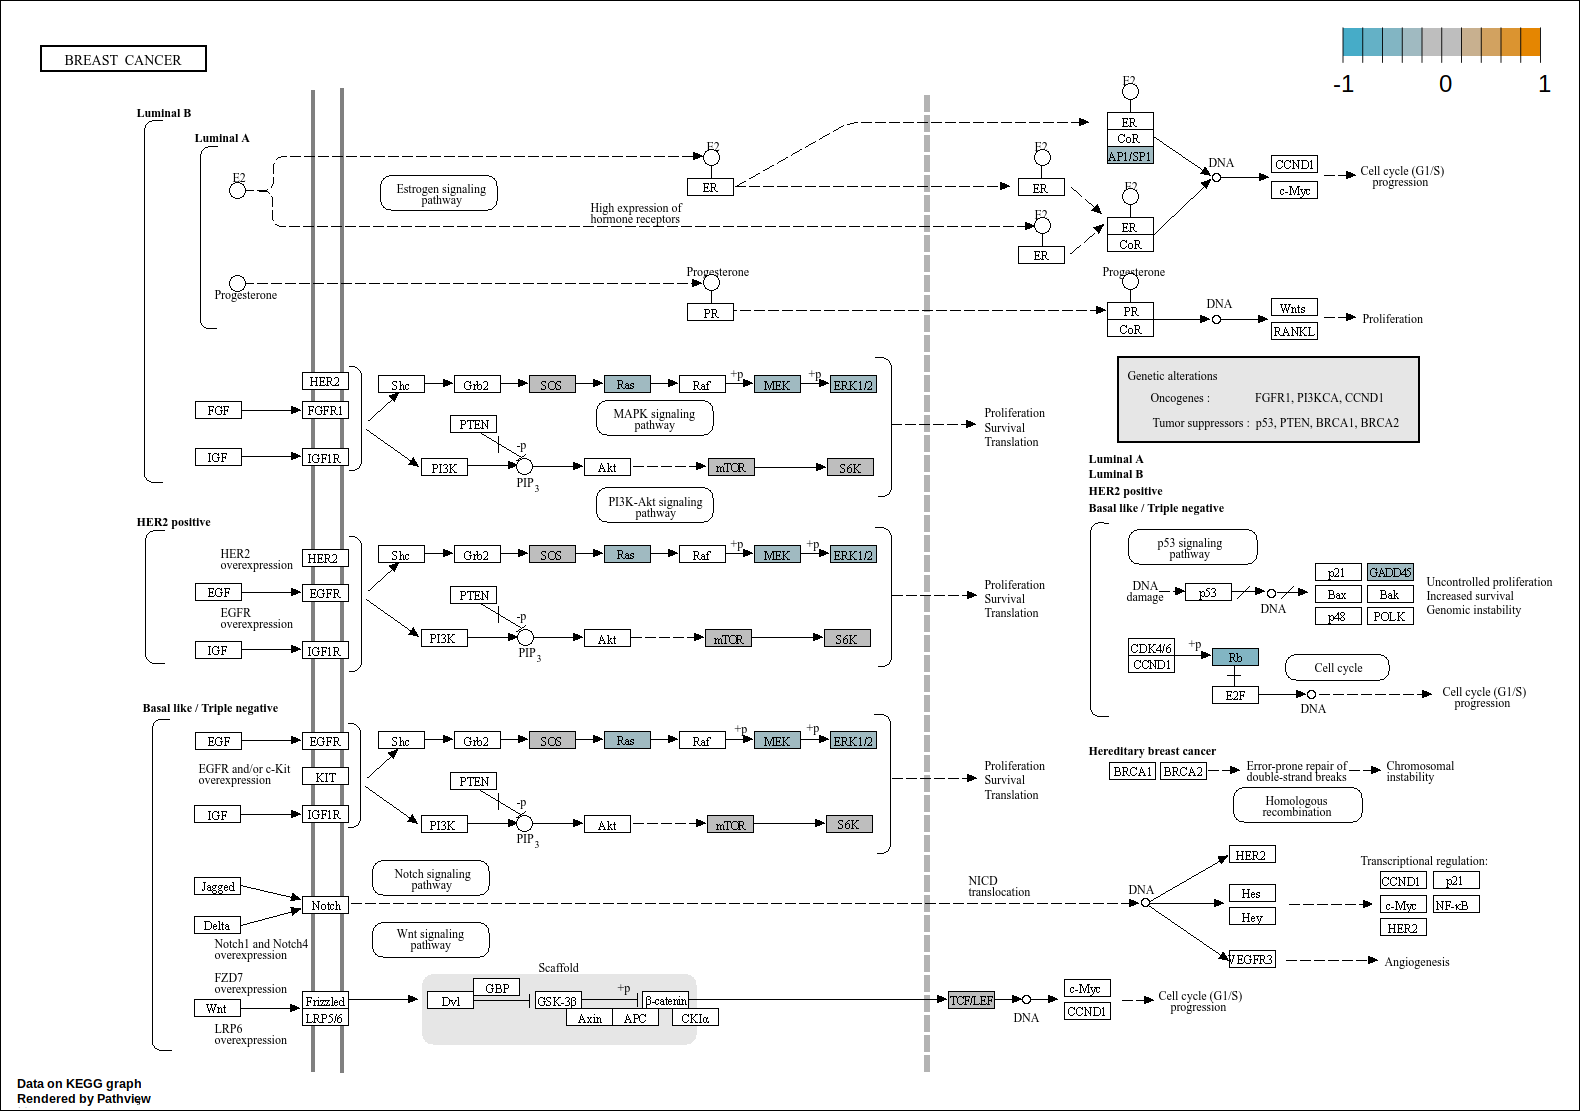 BREAST CANCER
-1 0 1
Luminal B
Luminal A
E2
E2
E2
E2
E2
E2
Estrogen signaling
pathway
High expression of
hormone receptors
ER
ER
ER
ER
CoR
AP1/SP1
ER
CoR
DNA
CCND1
c-Myc
Cell cycle (G1/S)
progression
Progesterone
Progesterone
Progesterone
PR
PR
CoR
DNA
Wnts
RANKL
Proliferation
HER2
FGF
FGFR1
IGF
IGF1R
Shc
Grb2
SOS
Ras
Raf
+p
MEK
+p
ERK1/2
MAPK signaling
pathway
PTEN
-p
PI3K
PIP3
Akt
mTOR
S6K
PI3K-Akt signaling
pathway
Proliferation
Survival
Translation
Genetic alterations
Oncogenes : FGFR1, PI3KCA, CCND1
Tumor suppressors : p53, PTEN, BRCA1, BRCA2
HER2 positive
HER2
overexpression
HER2
EGF
EGFR
EGFR
overexpression
IGF
IGF1R
Shc
Grb2
SOS
Ras
Raf
+p
MEK
+p
ERK1/2
PTEN
-p
PI3K
PIP3
Akt
mTOR
S6K
Proliferation
Survival
Translation
Luminal A
Luminal B
HER2 positive
Basal like / Triple negative
p53 signaling
pathway
DNA
damage
p53
DNA
p21
GADD45
Bax
Bak
p48
POLK
Uncontrolled proliferation
Increased survival
Genomic instability
CDK4/6
CCND1
+p
Rb
E2F
Cell cycle
DNA
Cell cycle (G1/S)
progression
Basal like / Triple negative
EGF
EGFR
EGFR and/or c-Kit
overexpression
KIT
IGF
IGF1R
Shc
Grb2
SOS
Ras
Raf
+p
MEK
+p
ERK1/2
PTEN
-p
PI3K
PIP3
Akt
mTOR
S6K
Proliferation
Survival
Translation
Hereditary breast cancer
BRCA1
BRCA2
Error-prone repair of
double-strand breaks
Chromosomal
instability
Homologous
recombination
Jagged
Delta
Notch
Notch1 and Notch4
overexpression
Notch signaling
pathway
NICD
translocation
DNA
HER2
Hes
Hey
VEGFR3
Transcriptional regulation:
CCND1
p21
c-Myc
NF-κB
HER2
Angiogenesis
Wnt signaling
pathway
FZD7
overexpression
Wnt
Frizzled
LRP5/6
LRP6
overexpression
Scaffold
Dvl
GBP
GSK-3β
+p
β-catenin
Axin
APC
CKIα
TCF/LEF
DNA
c-Myc
CCND1
Cell cycle (G1/S)
progression
Data on KEGG graph
Rendered by Pathview